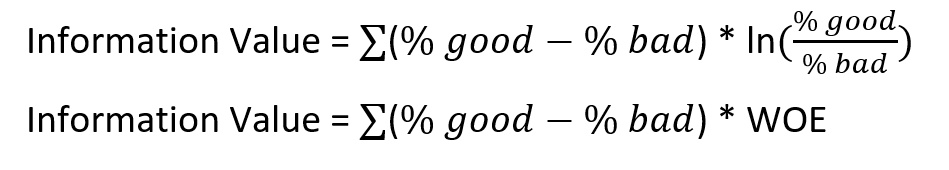 Information Value = ∑(% good − % bad) * ln(% good / % bad)
Information Value = ∑(% good − % bad) * WOE